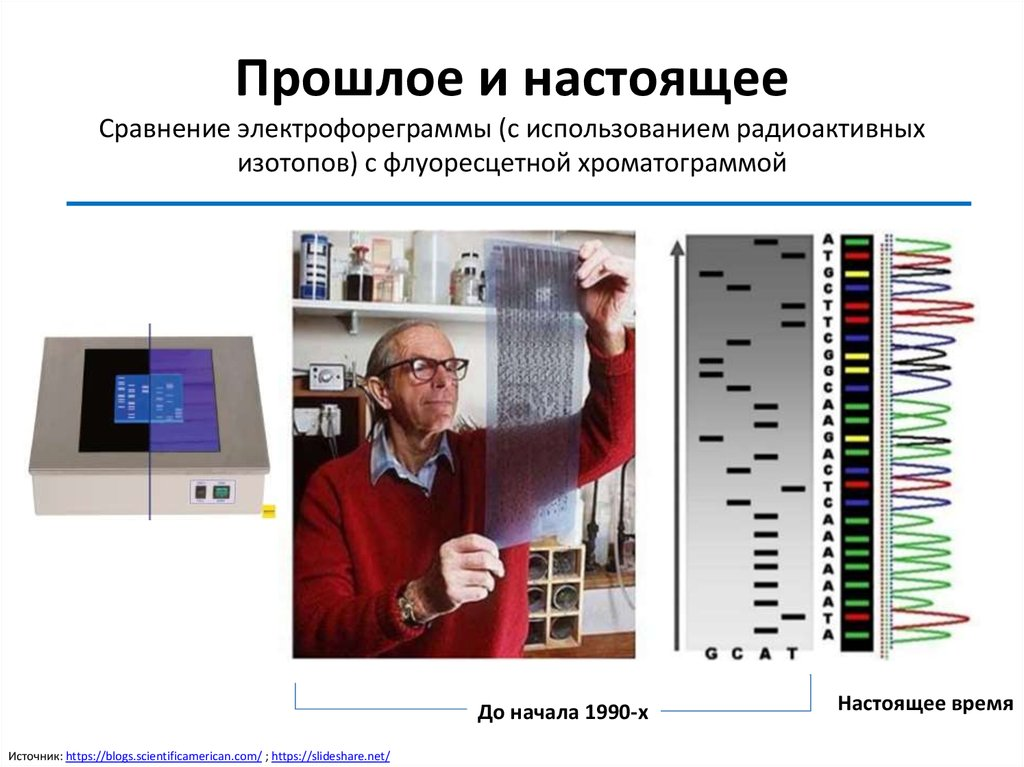 Прошлое и настоящее
Сравнение электрофореграммы (с использованием радиоактивных
изотопов) с флуоресцетной хроматограммой
A
T
G
C
T
T
C
G
G
C
A
A
G
A
C
T
C
A
A
A
A
A
A
T
A
G C A T
До начала 1990-х
Настоящее время
Источник: https://blogs.scientificamerican.com/ ; https://slideshare.net/